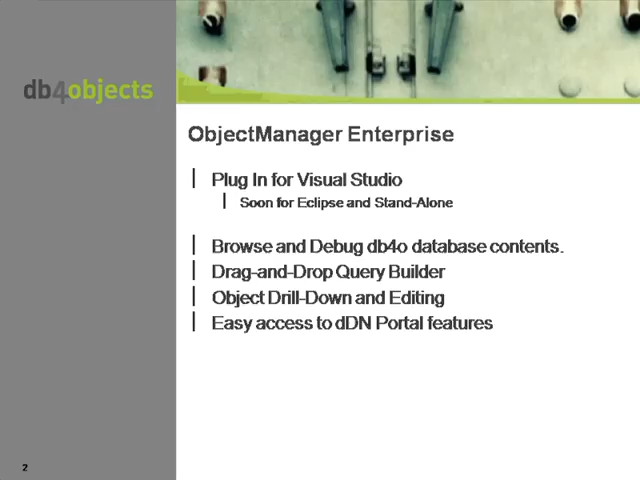 db4objects
ObjectManager Enterprise
Plug In for Visual Studio
Soon for Eclipse and Stand-Alone
Browse and Debug db4o database contents.
Drag-and-Drop Query Builder
Object Drill-Down and Editing
Easy access to dDN Portal features
2